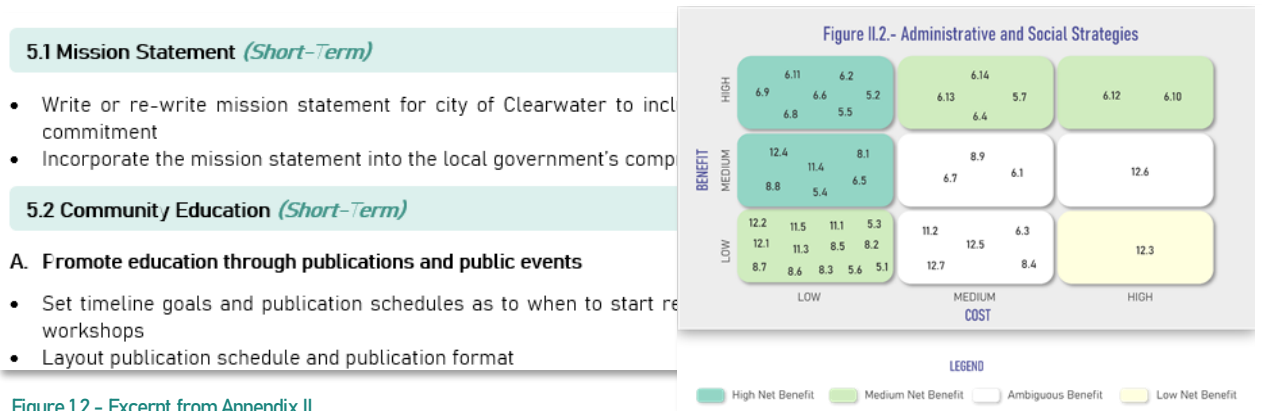 5.1 Mission Statement (Short-Term)
• Write or re-write mission statement for city of Clearwater to incl
commitment
• Incorporate the mission statement into the local government's comp
5.2 Community Education (Short-Term)
A. Promote education through publications and public events
• Set timeline goals and publication schedules as to when to start re
workshops
• Layout publication schedule and publication format
Figure 1.2 - Excerpt from Appendix II
Figure II.2.- Administrative and Social Strategies
BENEFIT
HIGH
6.11 6.2
6.9 6.6 5.2
6.8 5.5
6.14
6.13 5.7
6.4
6.12 6.10
MEDIUM
12.4 8.1
11.4
8.8 5.4 6.5
8.9
6.7 6.1
12.6
LOW
12.2 11.5 11.1 5.3
12.1 11.3 8.5 8.2
8.7 8.6 8.3 5.6 5.1
11.2 6.3
12.5
12.7 8.4
12.3
LOW MEDIUM HIGH
COST
LEGEND
High Net Benefit Medium Net Benefit Ambiguous Benefit Low Net Benefit